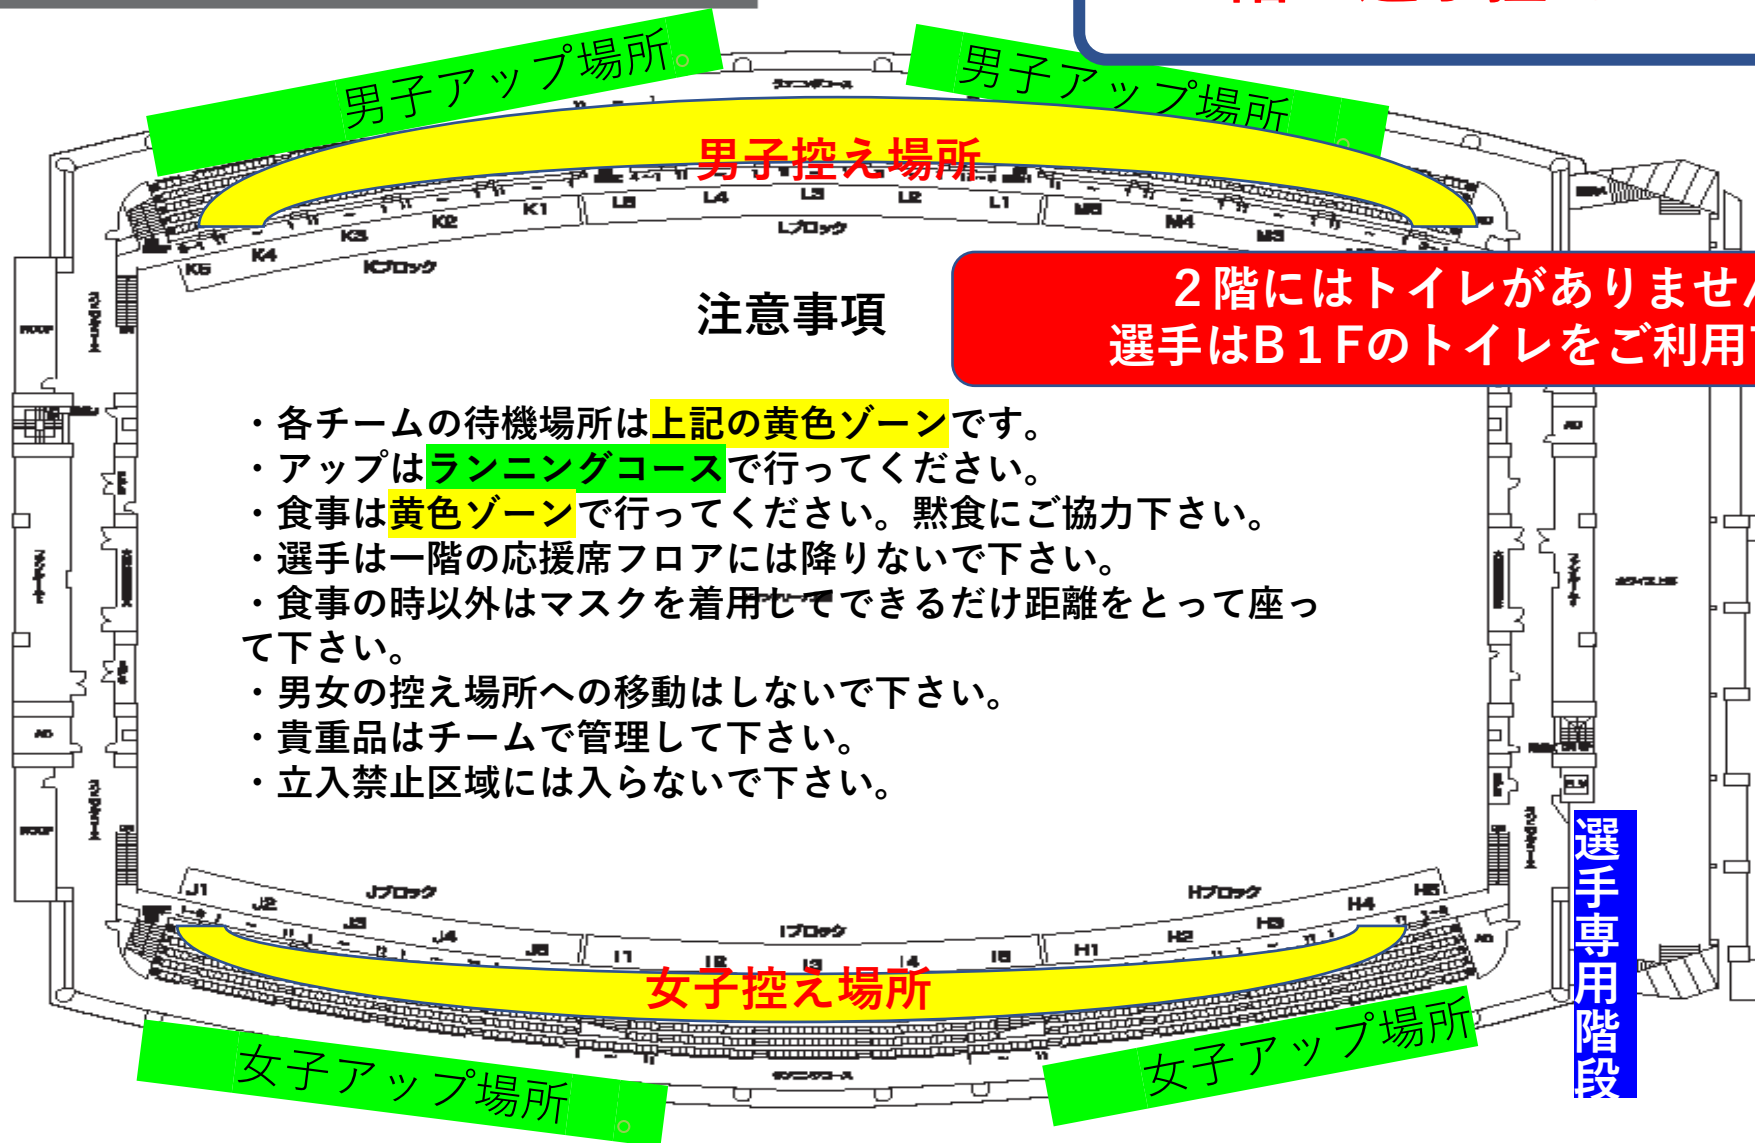 男子アップ場所。
男子アップ場所。
男子控え場所
K5
K4
K3
K2
K1
L5
L4
L3
L2
L1
M5
M4
M3
Kブロック
Lブロック
２階にはトイレがありません
選手はB１Fのトイレをご利用下
注意事項
・各チームの待機場所は上記の黄色ゾーンです。
・アップはランニングコースで行ってください。
・食事は黄色ゾーンで行ってください。黙食にご協力下さい。
・選手は一階の応援席フロアには降りないで下さい。
・食事の時以外はマスクを着用してできるだけ距離をとって座っ
て下さい。
・男女の控え場所への移動はしないで下さい。
・貴重品はチームで管理して下さい。
・立入禁止区域には入らないで下さい。
選手専用階段
Jブロック
Iブロック
Hブロック
J1
J2
J3
J4
J5
I1
I2
I3
I4
I5
H1
H2
H3
H4
H5
女子控え場所
ランニングコース
女子アップ場所。
女子アップ場所